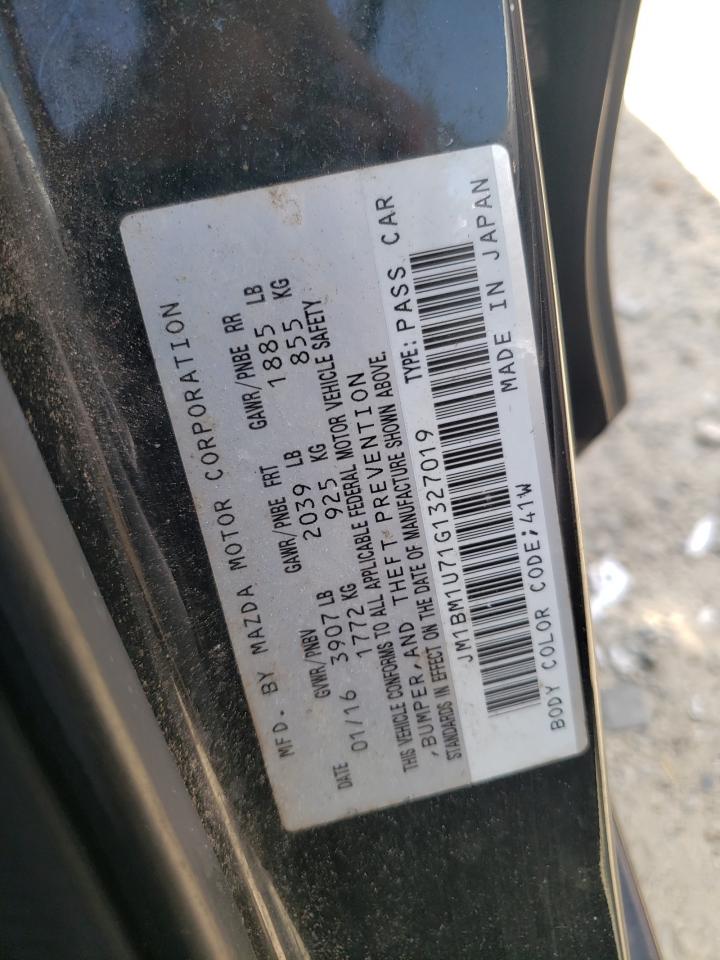 MFD. BY MAZDA MOTOR CORPORATION
DATE GVWR/PNBV GAWR/PNBE FRT GAWR/PNBE RR
01/16 3907 LB 2039 LB 1885 LB
1772 KG 925 KG 855 KG
THIS VEHICLE CONFORMS TO ALL APPLICABLE FEDERAL MOTOR VEHICLE SAFETY
,BUMPER,AND THEFT PREVENTION
STANDARDS IN EFFECT ON THE DATE OF MANUFACTURE SHOWN ABOVE.
JM1BM1U71G1327019 TYPE: PASS CAR
BODY COLOR CODE;41W MADE IN JAPAN